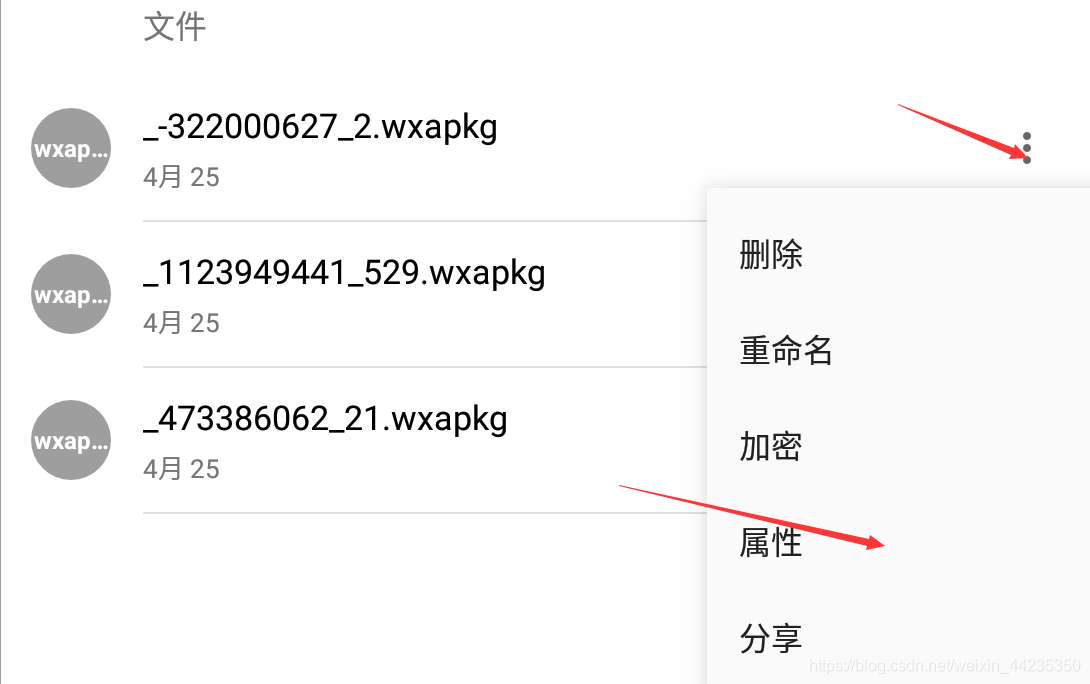 文件
wxap...
_-322000627_2.wxapkg
4月 25
删除
wxap...
_1123949441_529.wxapkg
4月 25
重命名
wxap...
_473386062_21.wxapkg
4月 25
加密
属性
分享
https://blog.csdn.net/weixin_44235350